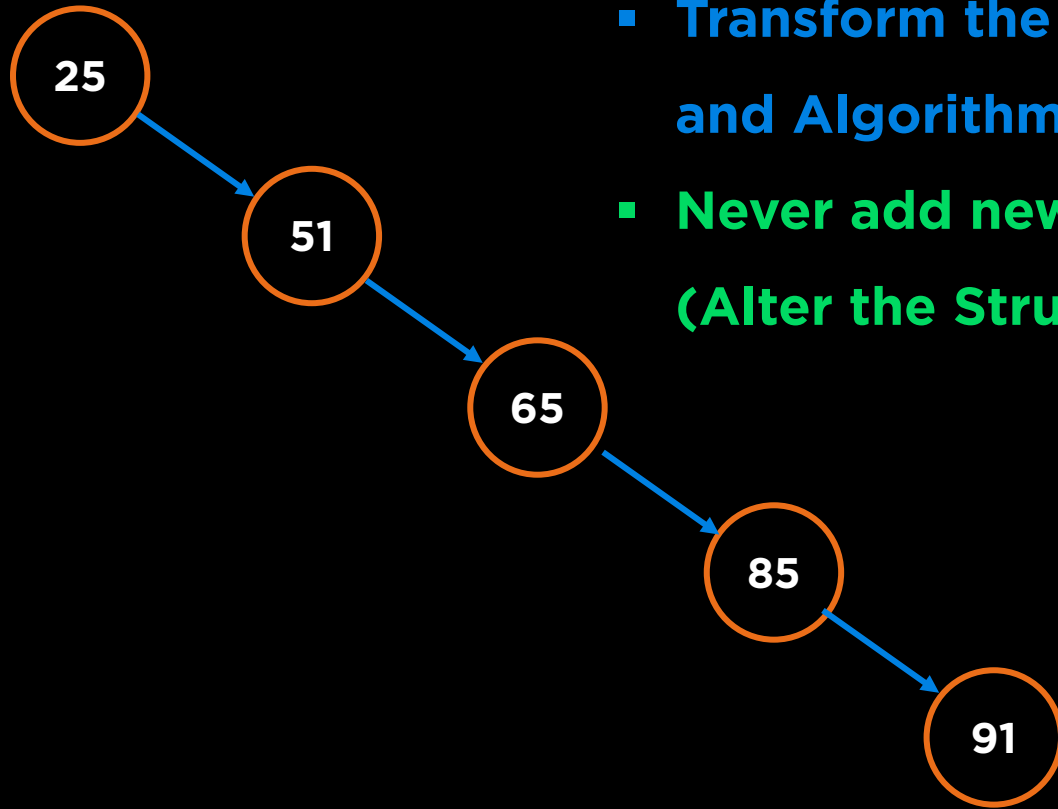 25
Transform the
and Algorithm
51
Never add new
(Alter the Stru
65
85
91